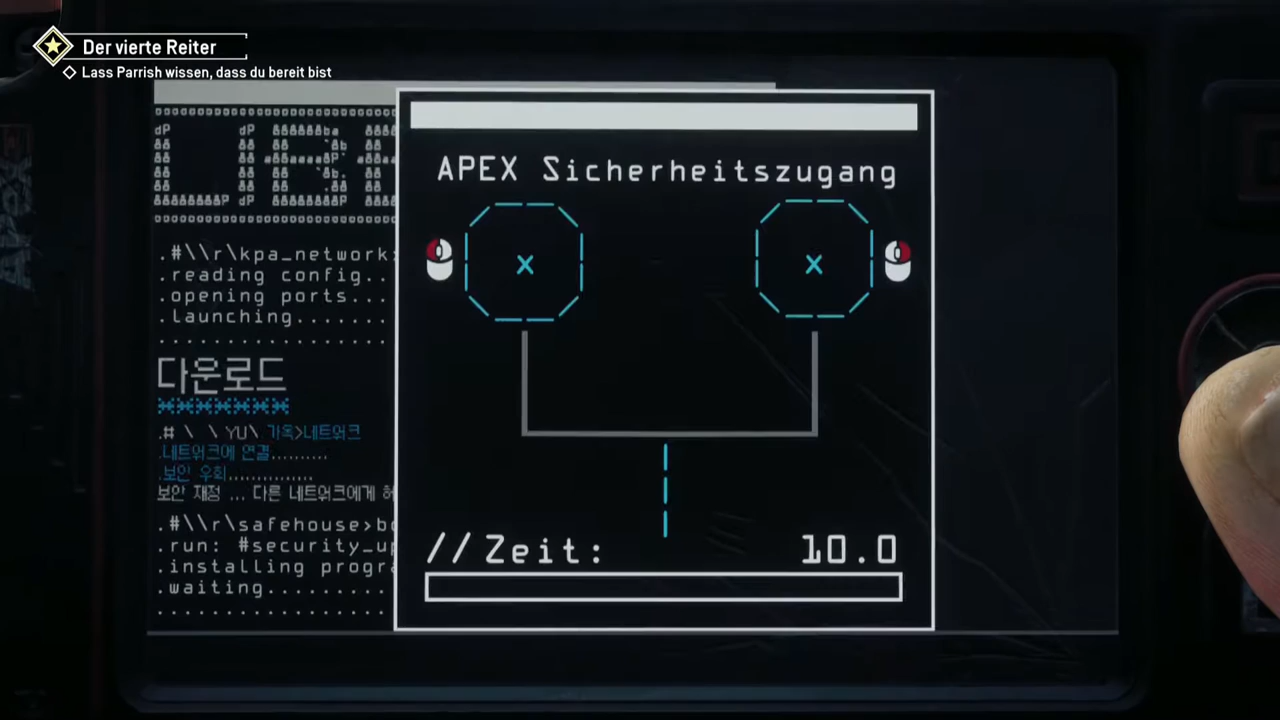 Der vierte Reiter
Lass Parrish wissen, dass du bereit bist
.#\\r\kpa_network:
.reading config..
.opening ports...
.launching.......
다운로드
.# \ \ YU\ 가옥>네트워크
.네트워크에 연결..........
.보안 우회...............
보안 재정 ... 다른 네트워크에게 허
.#\\r\safehouse>bo
.run: #security_up
.installing progra
.waiting..........
APEX Sicherheitszugang
x
x
//Zeit:
10.0